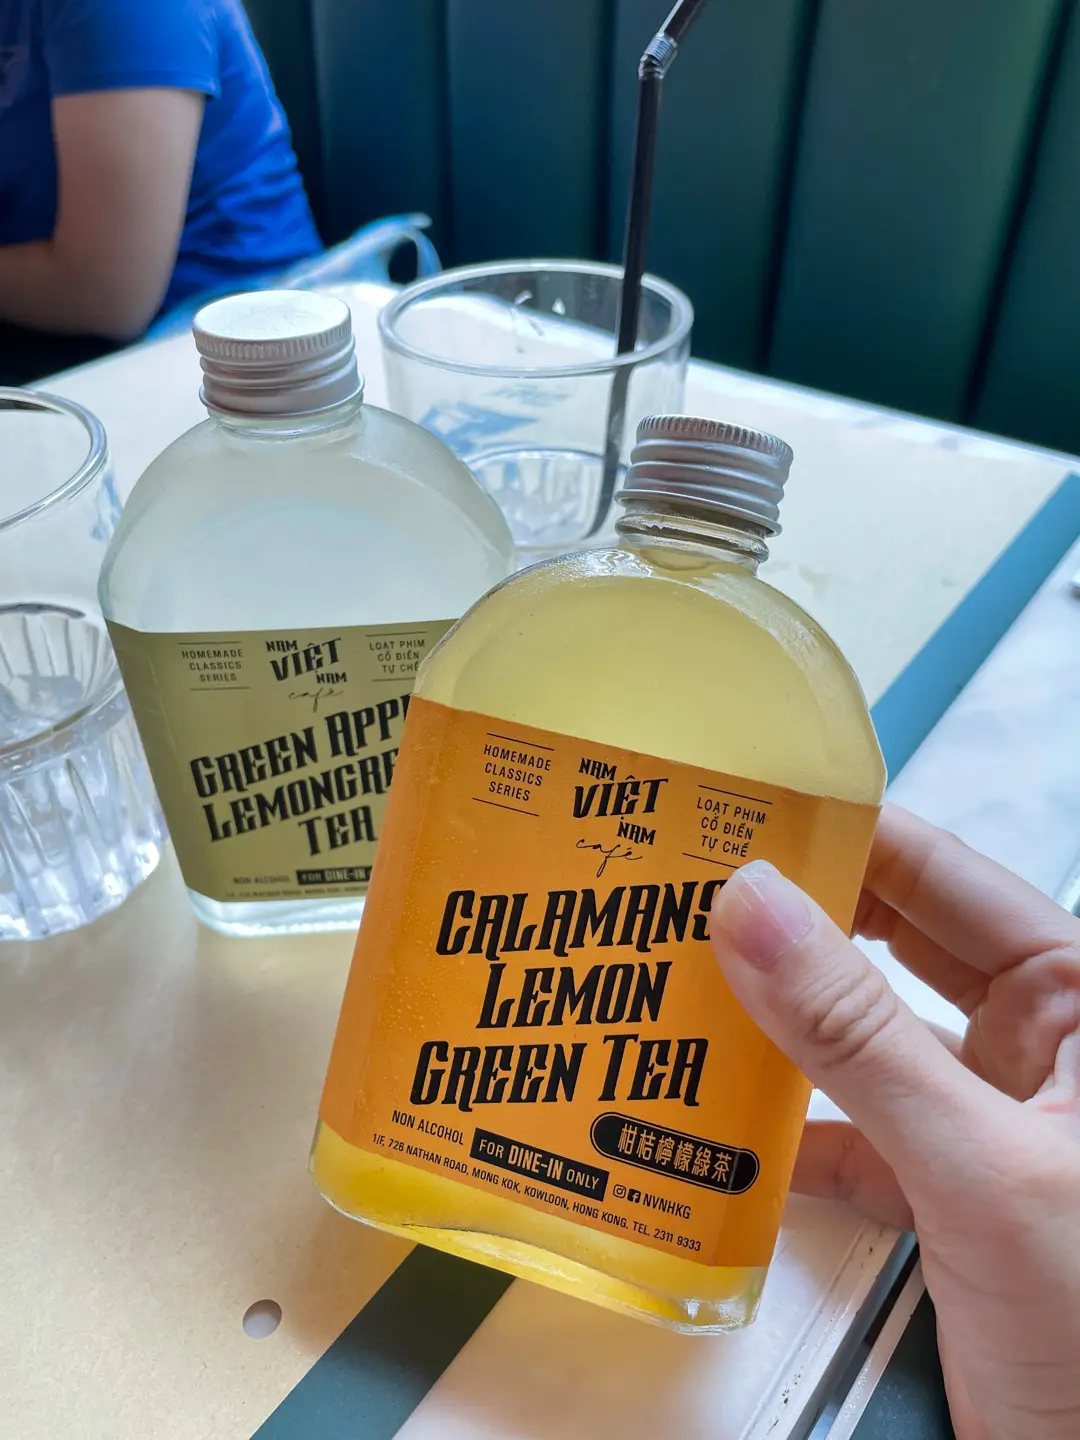 HOMEMADE
CLASSICS
SERIES
NAM
VIỆT
NAM
café
LOẠT PHIM
CỔ ĐIỂN
TỰ CHẾ
GREEN
LEMONGR
TEA
NON ALCOHOL
FOR DINE-IN
HOMEMADE
CLASSICS
SERIES
NAM
VIỆT
NAM
café
LOẠT PHIM
CỔ ĐIỂN
TỰ CHẾ
CALAMANS
LEMON
GREEN TEA
柑桔檸檬綠茶
NON ALCOHOL FOR DINE-IN ONLY NVNHKG
1/F, 726 NATHAN ROAD, MONG KOK, KOWLOON, HONG KONG. TEL. 2311 9333